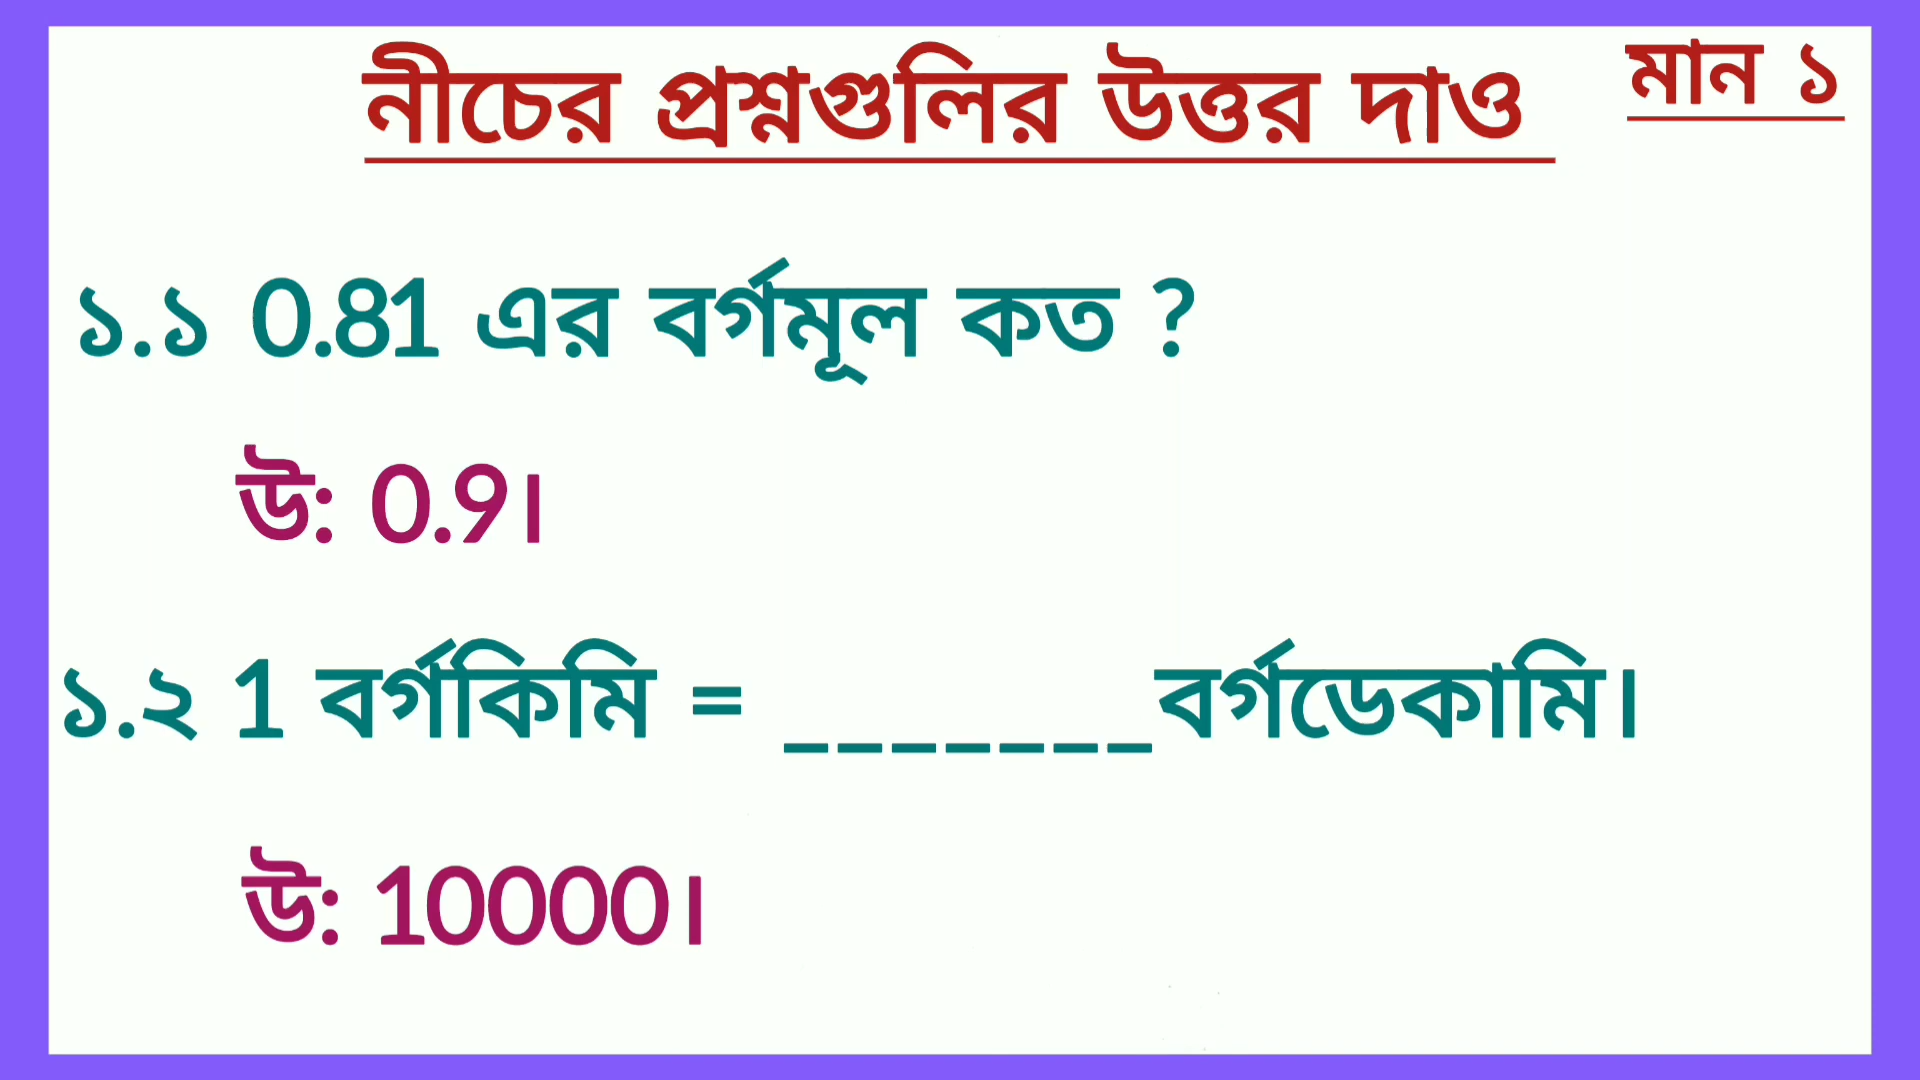 নীচের প্রশ্নগুলির উত্তর দাও
মান ১
১.১ 0.81 এর বর্গমূল কত ?
উ: 0.9।
১.২ 1 বর্গকিমি = _______বর্গডেকামি।
উ: 10000।